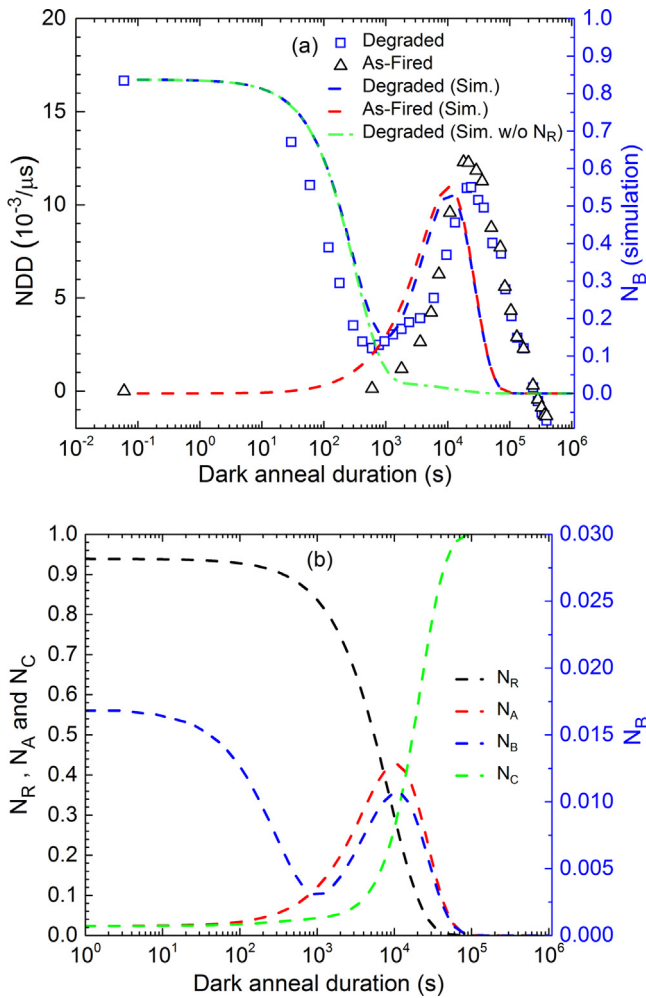 (a)
Degraded
As-Fired
Degraded (Sim.)
As-Fired (Sim.)
Degraded (Sim. w/o N_R)
NDD (10⁻³/μs)
20
15
10
5
0
-2
1.0
0.9
0.8
0.7
0.6
0.5
0.4
0.3
0.2
0.1
0.0
N_B (simulation)
10⁻² 10⁻¹ 10⁰ 10¹ 10² 10³ 10⁴ 10⁵ 10⁶
Dark anneal duration (s)
(b)
N_R , N_A and N_C
1.0
0.9
0.8
0.7
0.6
0.5
0.4
0.3
0.2
0.1
0.0
N_R
N_A
N_B
N_C
0.030
0.025
0.020
0.015
0.010
0.005
0.000
N_B
10⁰ 10¹ 10² 10³ 10⁴ 10⁵ 10⁶
Dark anneal duration (s)